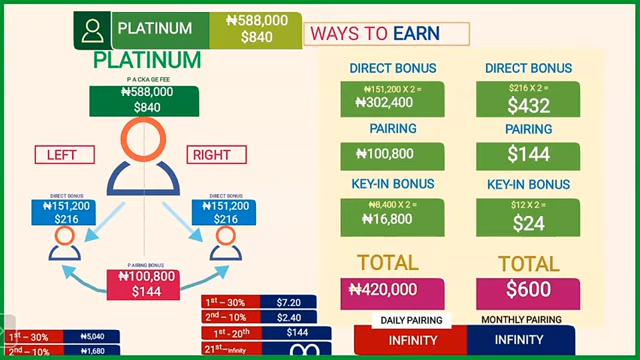 PLATINUM
₦588,000
$840
WAYS TO EARN
PLATINUM
PACKAGE FEE
₦588,000
$840
LEFT
RIGHT
DIRECT BONUS
₦151,200
$216
DIRECT BONUS
₦151,200
$216
PAIRING BONUS
₦100,800
$144
DIRECT BONUS
₦151,200 X 2 =
₦302,400
PAIRING
₦100,800
KEY-IN BONUS
₦8,400 X 2 =
₦16,800
TOTAL
₦420,000
DIRECT BONUS
$216 X 2 =
$432
PAIRING
$144
KEY-IN BONUS
$12 X 2 =
$24
TOTAL
$600
1st – 30% ₦5,040
2nd – 10% ₦1,680
1st – 30% $7.20
2nd – 10% $2.40
1st - 20th $144
21st – Infinity ∞
DAILY PAIRING
INFINITY
MONTHLY PAIRING
INFINITY